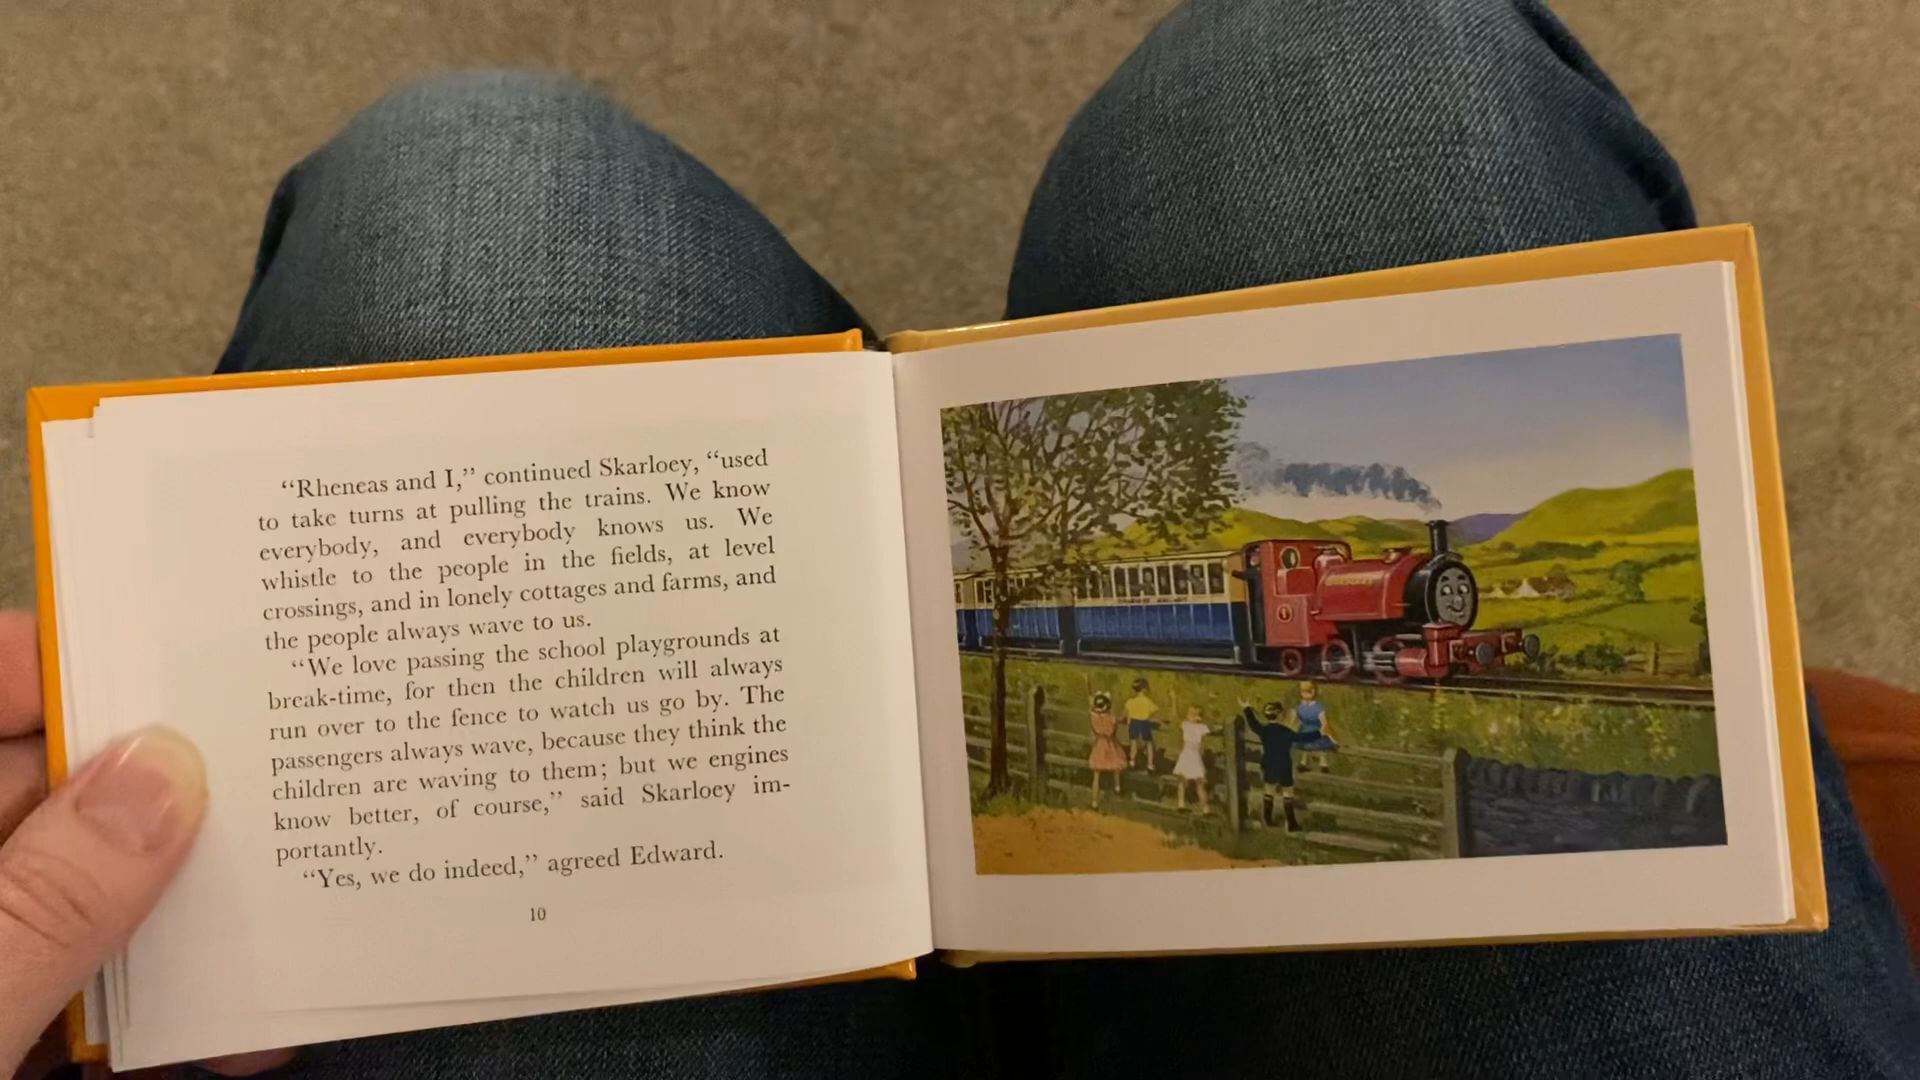 “Rheneas and I,” continued Skarloey, “used
to take turns at pulling the trains. We know
everybody, and everybody knows us. We
whistle to the people in the fields, at level
crossings, and in lonely cottages and farms, and
the people always wave to us.
“We love passing the school playgrounds at
break-time, for then the children will always
run over to the fence to watch us go by. The
passengers always wave, because they think the
children are waving to them; but we engines
know better, of course,” said Skarloey im-
portantly.
“Yes, we do indeed,” agreed Edward.
10
1